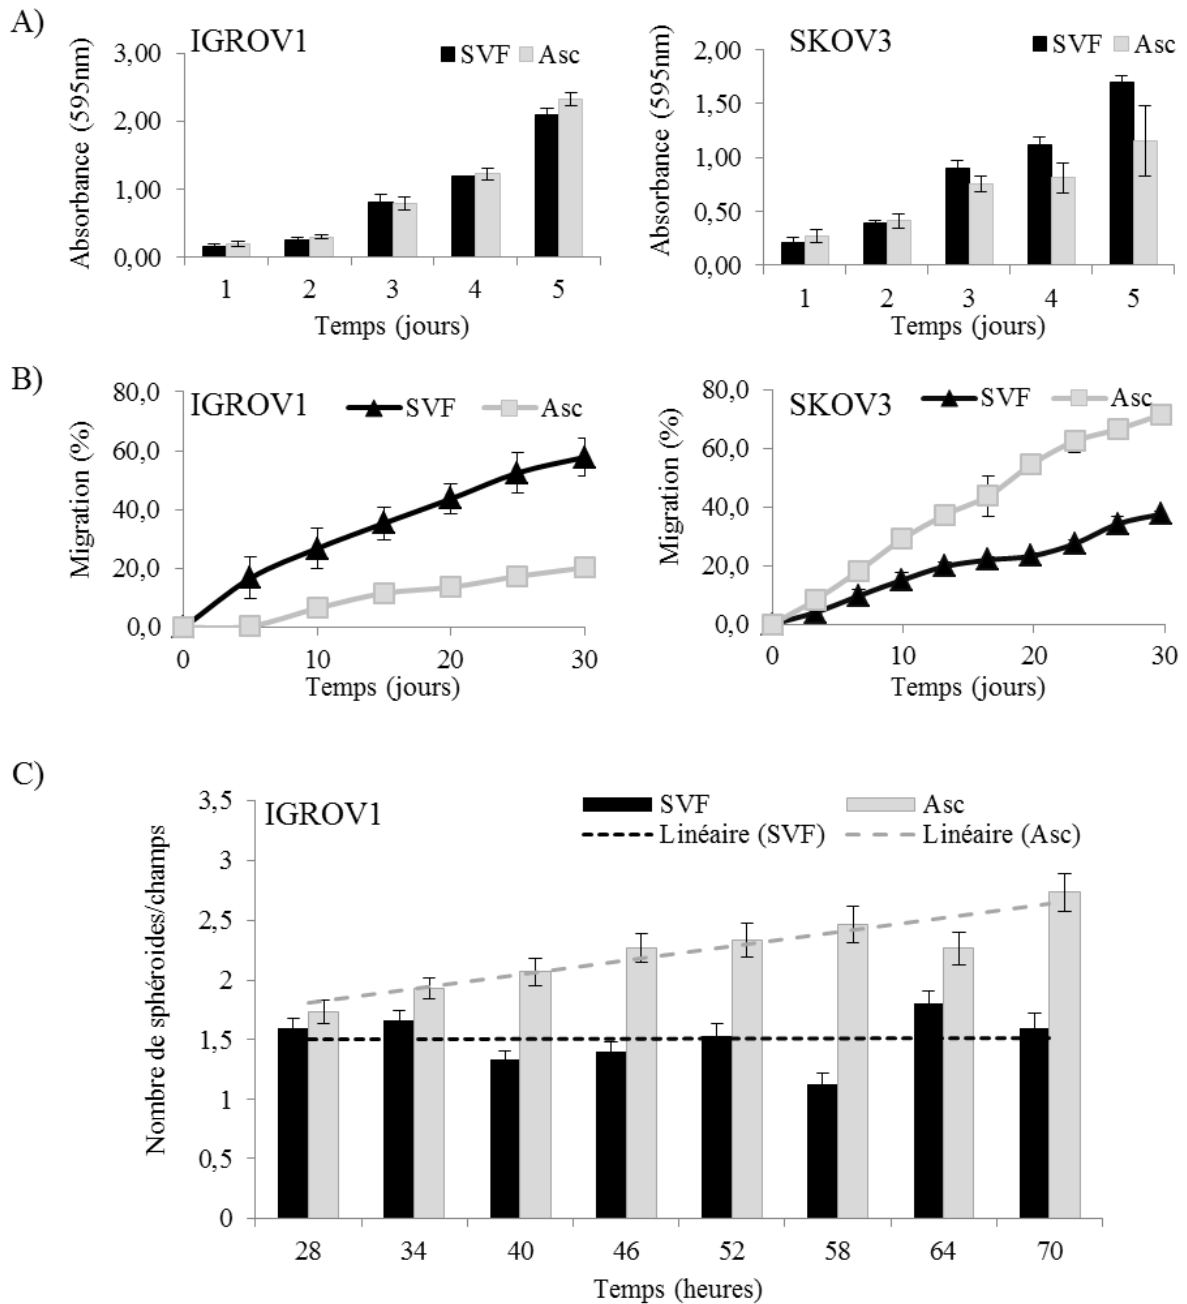 A)
IGROV1
SVF Asc
Absorbance (595nm)
3,00
2,00
1,00
0,00
1 2 3 4 5
Temps (jours)
SKOV3
SVF Asc
Absorbance (595nm)
2,00
1,50
1,00
0,50
0,00
1 2 3 4 5
Temps (jours)
B)
IGROV1
SVF Asc
Migration (%)
80,0
60,0
40,0
20,0
0,0
0 10 20 30
Temps (jours)
SKOV3
SVF Asc
Migration (%)
80,0
60,0
40,0
20,0
0,0
0 10 20 30
Temps (jours)
C)
IGROV1
SVF Asc
Linéaire (SVF) Linéaire (Asc)
Nombre de sphéroides/champs
3,5
3
2,5
2
1,5
1
0,5
0
28 34 40 46 52 58 64 70
Temps (heures)